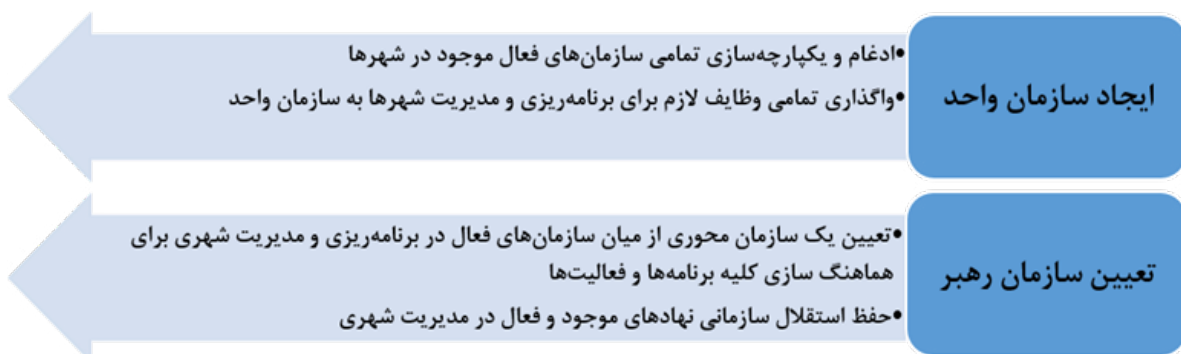 ایجاد سازمان واحد
•ادغام و یکپارچه‌سازی تمامی سازمان‌های فعال موجود در شهرها
•واگذاری تمامی وظایف لازم برای برنامه‌ریزی و مدیریت شهرها به سازمان واحد
تعیین سازمان رهبر
•تعیین یک سازمان محوری از میان سازمان‌های فعال در برنامه‌ریزی و مدیریت شهری برای
هماهنگ سازی کلیه برنامه‌ها و فعالیت‌ها
•حفظ استقلال سازمانی نهادهای موجود و فعال در مدیریت شهری